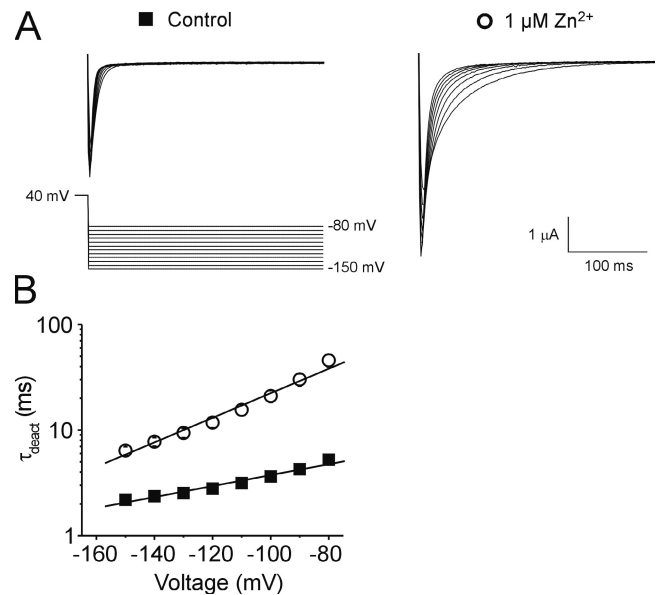 A
■ Control
○ 1 µM Zn²⁺
40 mV
-80 mV
-150 mV
1 µA
100 ms
B
100
10
1
τdeact (ms)
-160 -140 -120 -100 -80
Voltage (mV)